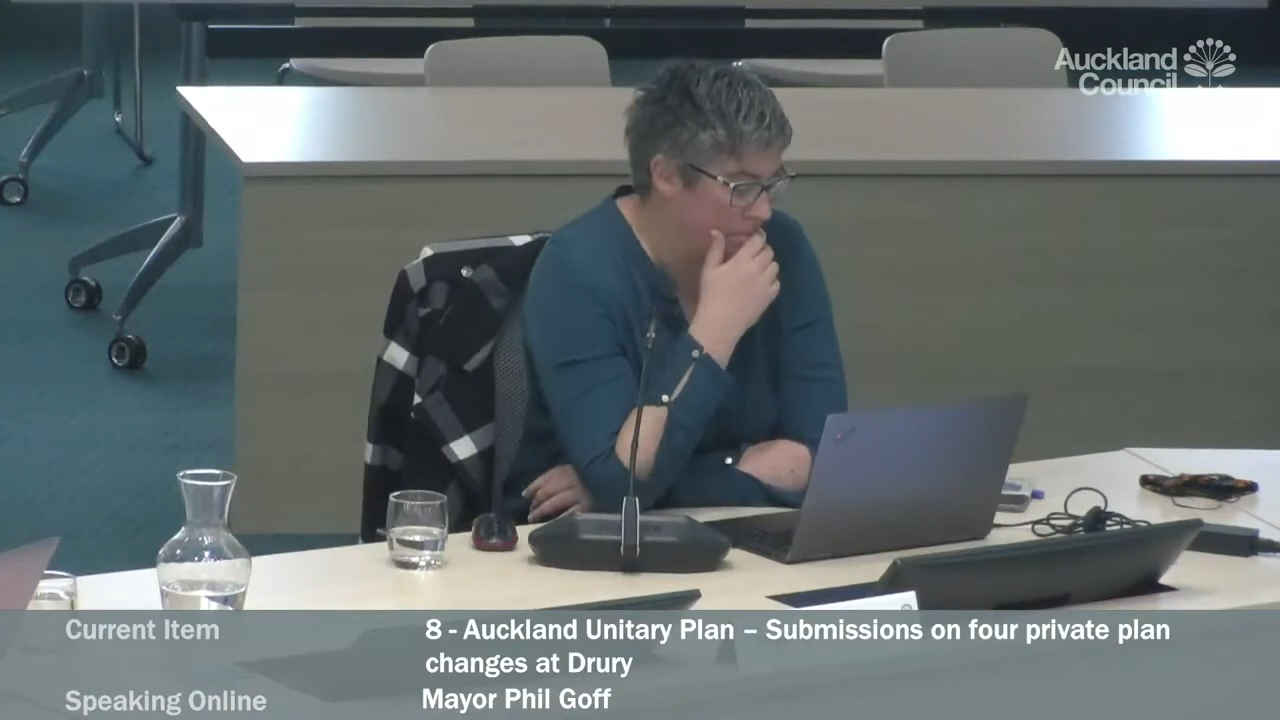 Auckland
Council
Current Item
8 - Auckland Unitary Plan – Submissions on four private plan
changes at Drury
Speaking Online
Mayor Phil Goff